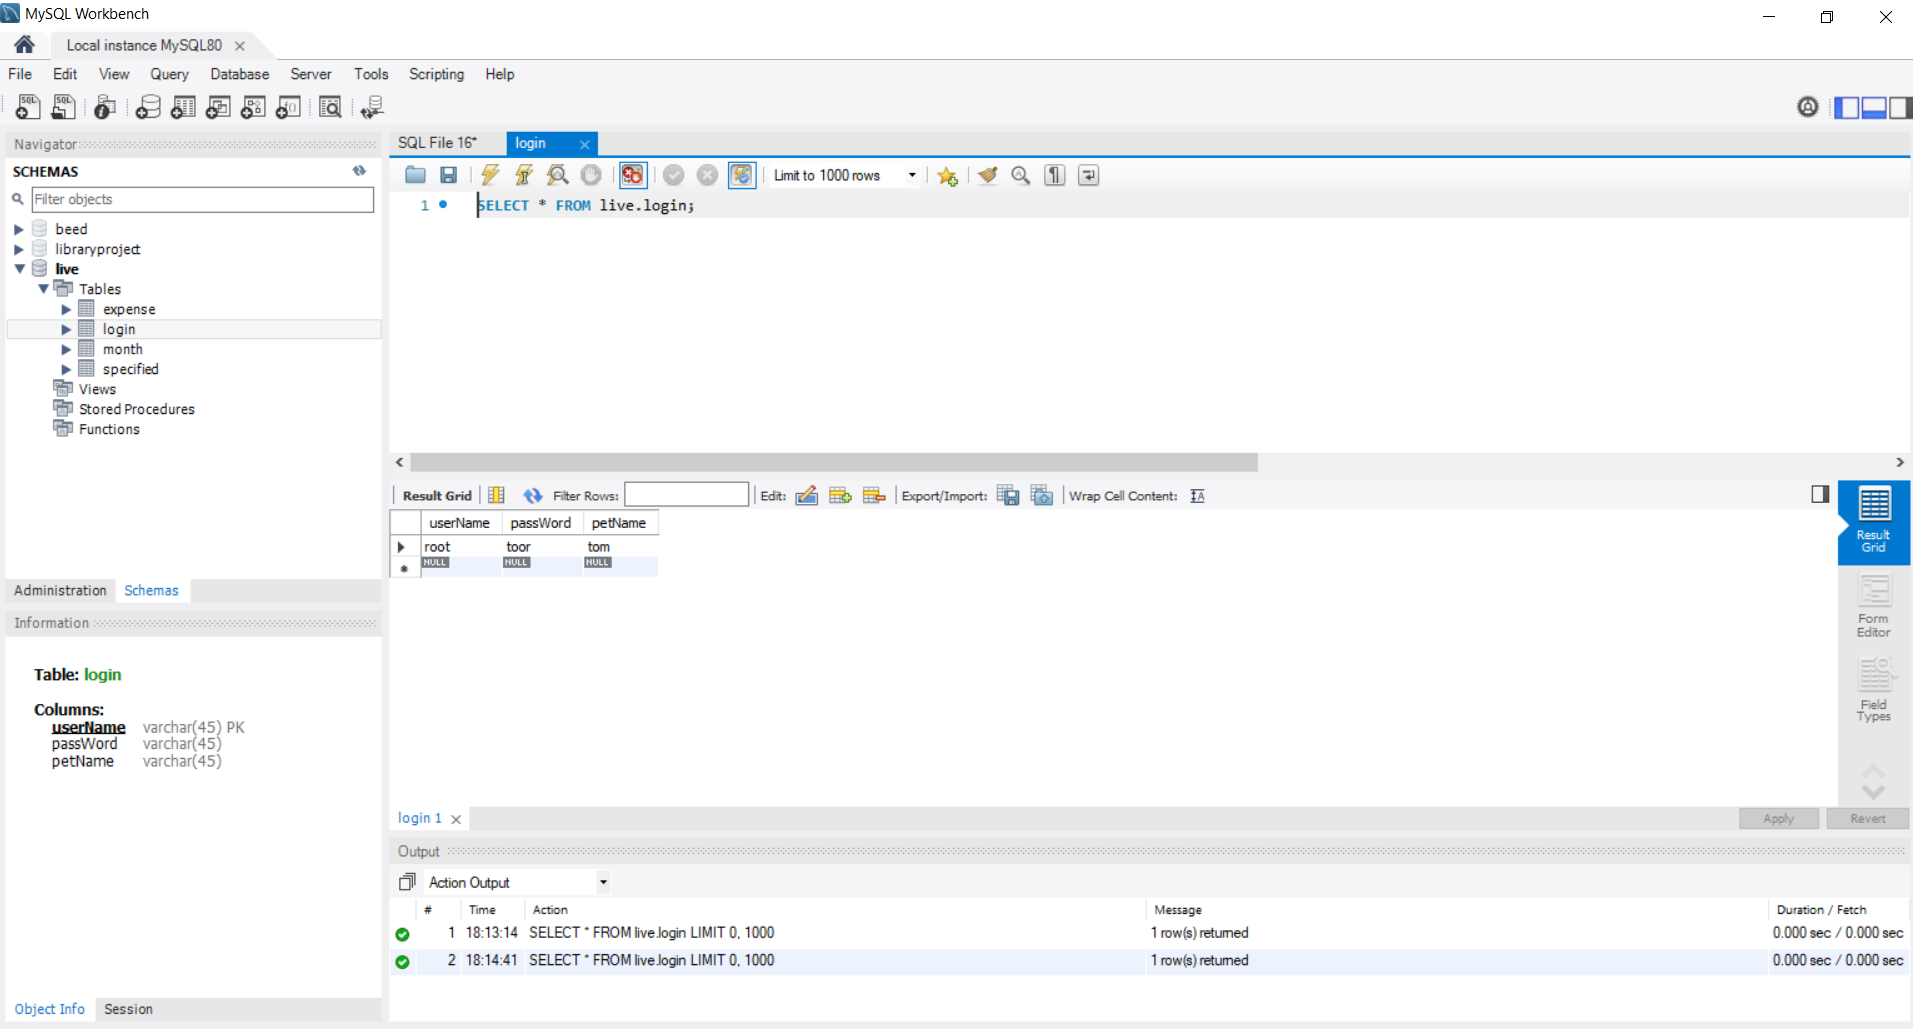 MySQL Workbench
Local instance MySQL80
File Edit View Query Database Server Tools Scripting Help
Navigator
SCHEMAS
Filter objects
beed
libraryproject
live
Tables
expense
login
month
specified
Views
Stored Procedures
Functions
Administration Schemas
Information
Table: login
Columns:
userName varchar(45) PK
passWord varchar(45)
petName varchar(45)
Object Info Session
SQL File 16* login
Limit to 1000 rows
1 SELECT * FROM live.login;
Result Grid Filter Rows: Edit: Export/Import: Wrap Cell Content:
userName passWord petName
root toor tom
NULL NULL NULL
Result
Grid
Form
Editor
Field
Types
login 1 Apply Revert
Output
Action Output
# Time Action Message Duration / Fetch
1 18:13:14 SELECT * FROM live.login LIMIT 0, 1000 1 row(s) returned 0.000 sec / 0.000 sec
2 18:14:41 SELECT * FROM live.login LIMIT 0, 1000 1 row(s) returned 0.000 sec / 0.000 sec